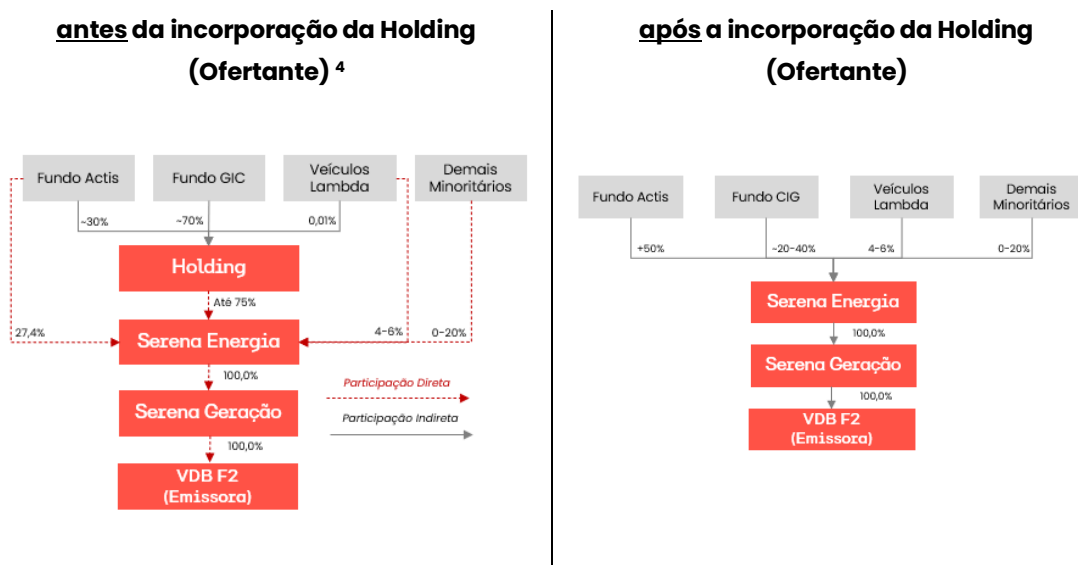 antes da incorporação da Holding
(Ofertante) ⁴
Fundo Actis
Fundo GIC
Veículos
Lambda
Demais
Minoritários
~30%
~70%
0,01%
Holding
Até 75%
27,4%
Serena Energia
4-6%
0-20%
100,0%
Serena Geração
Participação Direta
Participação Indireta
100,0%
VDB F2
(Emissora)
após a incorporação da Holding
(Ofertante)
Fundo Actis
Fundo CIG
Veículos
Lambda
Demais
Minoritários
+50%
~20-40%
4-6%
0-20%
Serena Energia
100,0%
Serena Geração
100,0%
VDB F2
(Emissora)